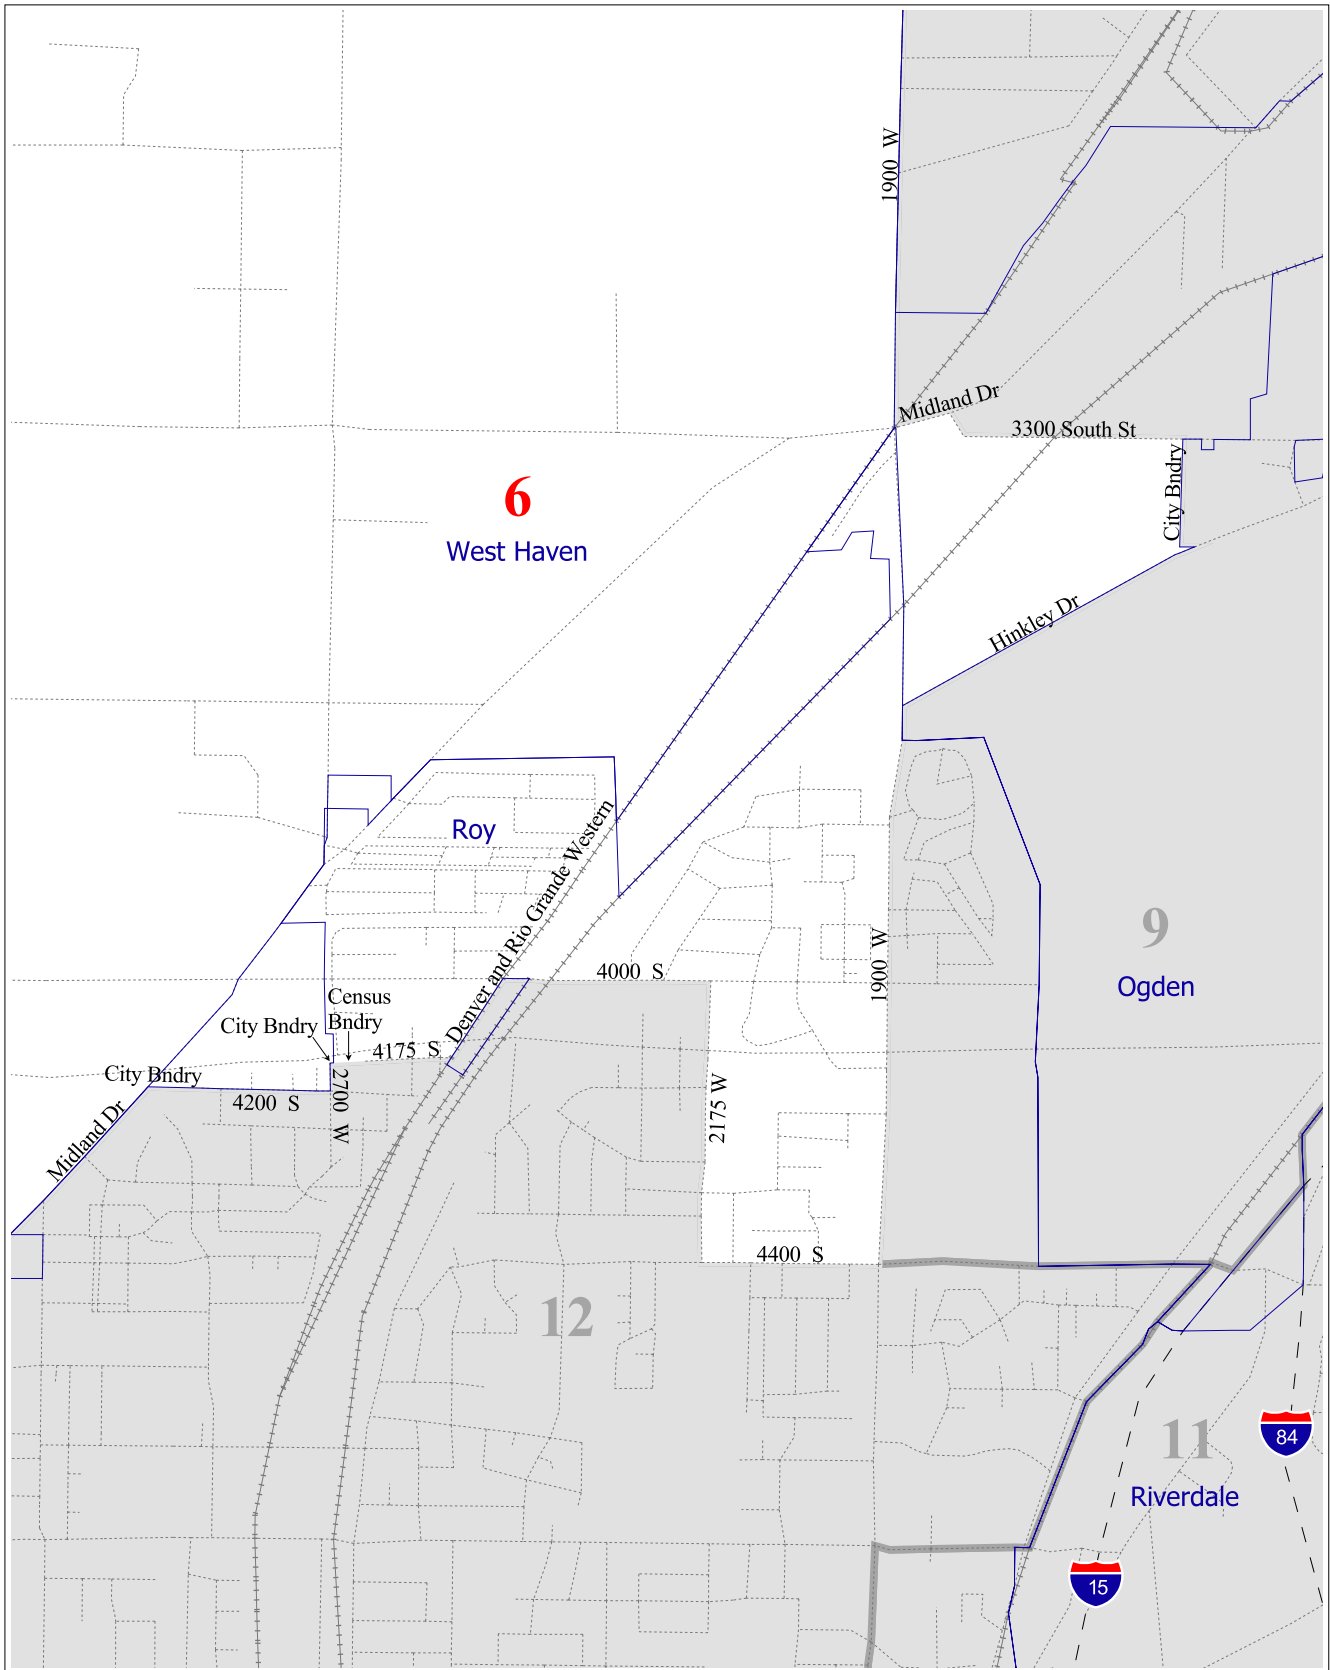 1900 W
Midland Dr
3300 South St
City Bndry
6
West Haven
Hinkley Dr
Roy
Denver and Rio Grande Western
9
1900 W
4000 S
Ogden
Census
Bndry
City Bndry
4175 S
City Bndry
2700 W
4200 S
2175 W
Midland Dr
4400 S
12
11
84
Riverdale
15